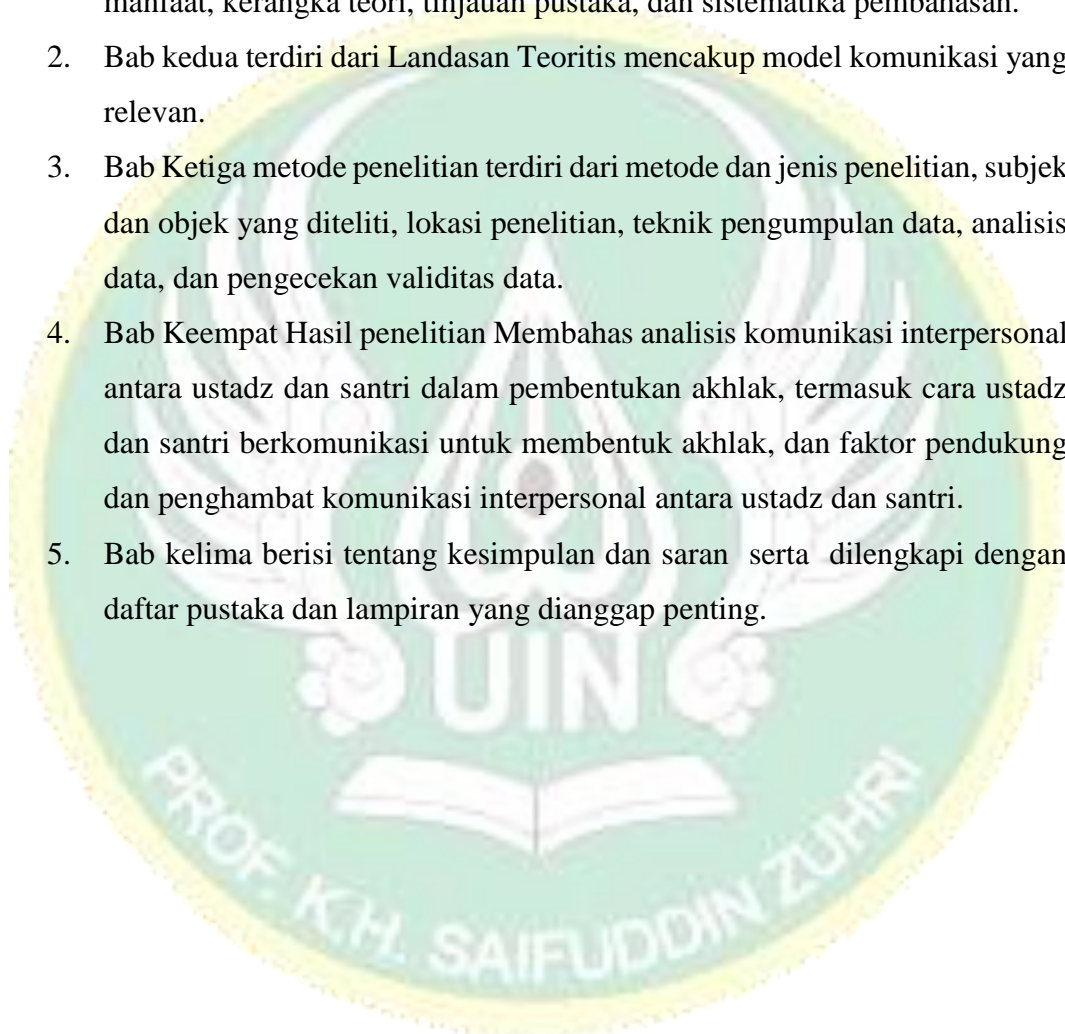 manfaat, kerangka teori, tinjauan pustaka, dan sistematika pembahasan.
2. Bab kedua terdiri dari Landasan Teoritis mencakup model komunikasi yang
relevan.
3. Bab Ketiga metode penelitian terdiri dari metode dan jenis penelitian, subjek
dan objek yang diteliti, lokasi penelitian, teknik pengumpulan data, analisis
data, dan pengecekan validitas data.
4. Bab Keempat Hasil penelitian Membahas analisis komunikasi interpersonal
antara ustadz dan santri dalam pembentukan akhlak, termasuk cara ustadz
dan santri berkomunikasi untuk membentuk akhlak, dan faktor pendukung
dan penghambat komunikasi interpersonal antara ustadz dan santri.
5. Bab kelima berisi tentang kesimpulan dan saran serta dilengkapi dengan
daftar pustaka dan lampiran yang dianggap penting.
UIN
PROF. K.H. SAIFUDDIN ZUHRI